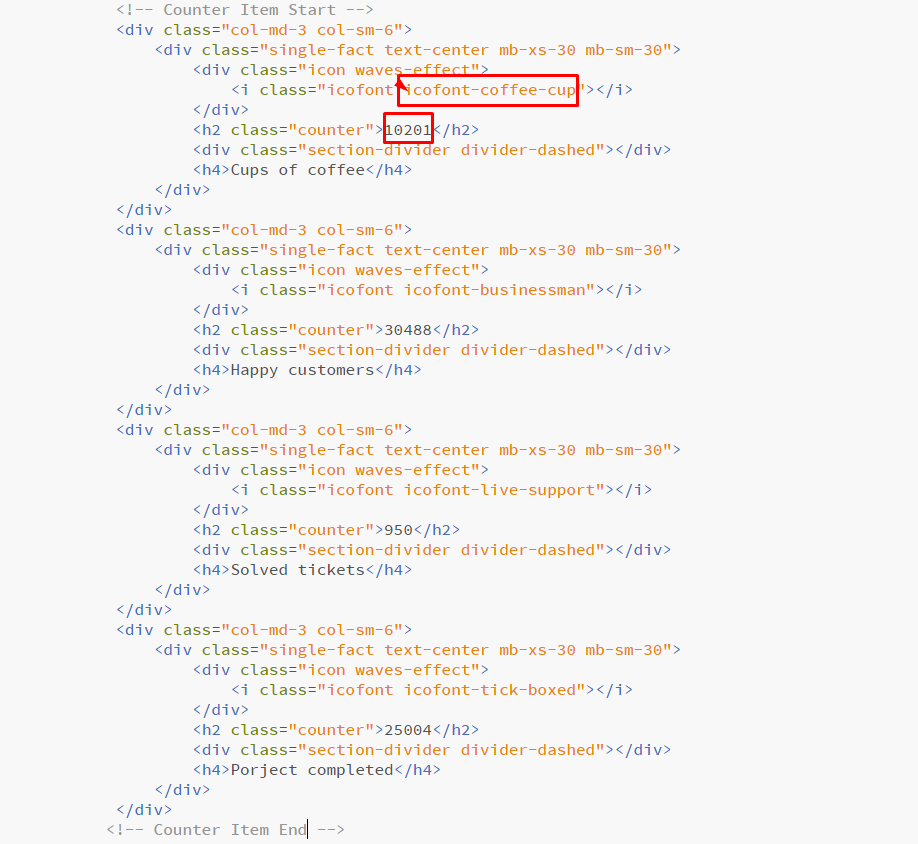 <!-- Counter Item Start -->
<div class="col-md-3 col-sm-6">
<div class="single-fact text-center mb-xs-30 mb-sm-30">
<div class="icon waves-effect">
<i class="icofont icofont-coffee-cup"></i>
</div>
<h2 class="counter">10201</h2>
<div class="section-divider divider-dashed"></div>
<h4>Cups of coffee</h4>
</div>
</div>
<div class="col-md-3 col-sm-6">
<div class="single-fact text-center mb-xs-30 mb-sm-30">
<div class="icon waves-effect">
<i class="icofont icofont-businessman"></i>
</div>
<h2 class="counter">30488</h2>
<div class="section-divider divider-dashed"></div>
<h4>Happy customers</h4>
</div>
</div>
<div class="col-md-3 col-sm-6">
<div class="single-fact text-center mb-xs-30 mb-sm-30">
<div class="icon waves-effect">
<i class="icofont icofont-live-support"></i>
</div>
<h2 class="counter">950</h2>
<div class="section-divider divider-dashed"></div>
<h4>Solved tickets</h4>
</div>
</div>
<div class="col-md-3 col-sm-6">
<div class="single-fact text-center mb-xs-30 mb-sm-30">
<div class="icon waves-effect">
<i class="icofont icofont-tick-boxed"></i>
</div>
<h2 class="counter">25004</h2>
<div class="section-divider divider-dashed"></div>
<h4>Porject completed</h4>
</div>
</div>
<!-- Counter Item End -->